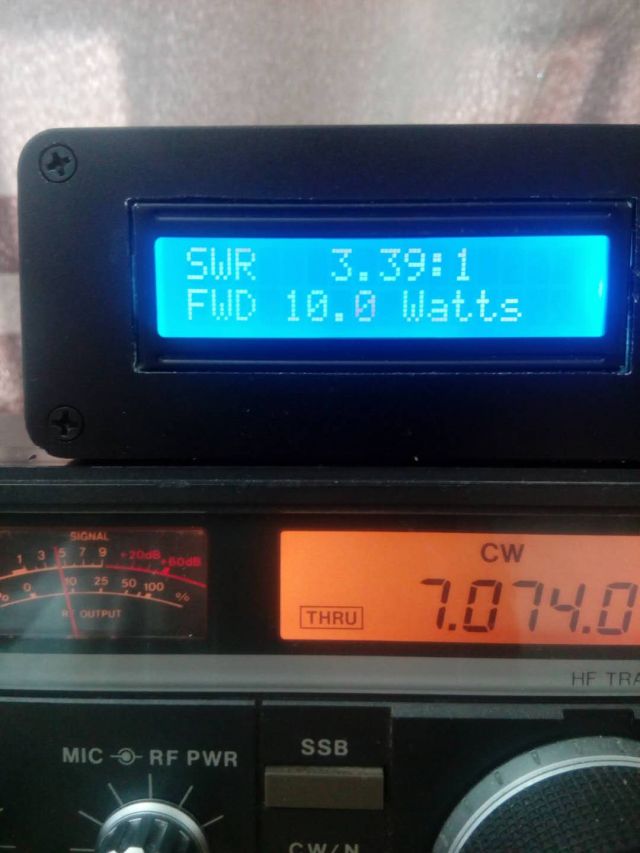 SWR 3.39:1
FWD 10.0 Watts
SIGNAL
1 3 5 7 9 +20dB +60dB
0 10 25 50 100 %
RF OUTPUT
CW
THRU 7.074.0
HF TRA
MIC RF PWR
SSB
CW/N